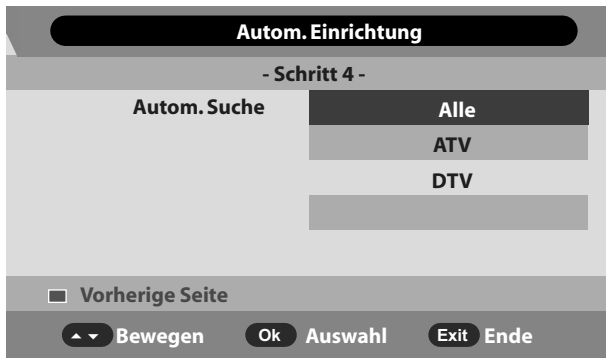 Autom. Einrichtung
- Schritt 4 -
Autom. Suche Alle
ATV
DTV
Vorherige Seite
Bewegen Ok Auswahl Exit Ende